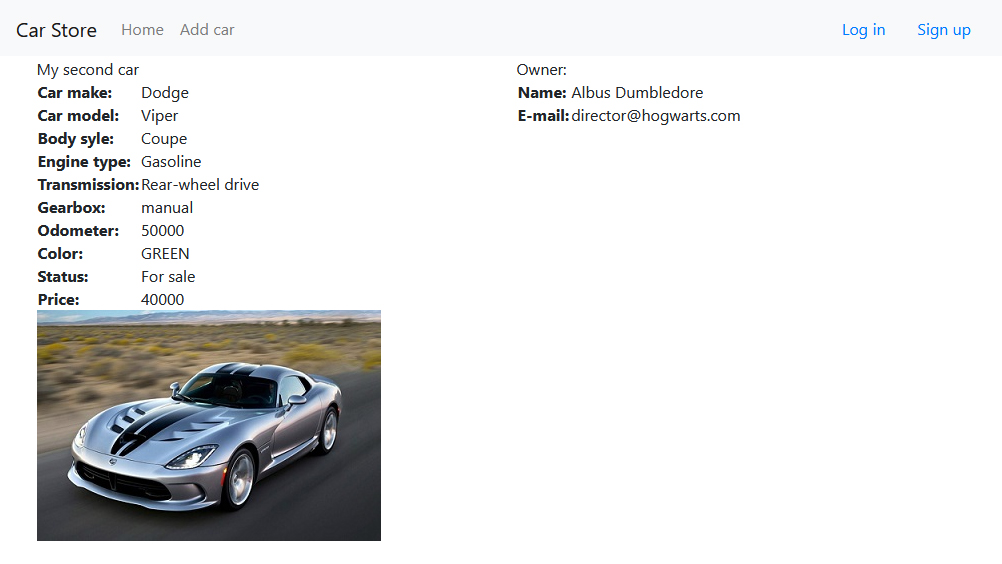 Car Store Home Add car Log in Sign up
My second car
Car make: Dodge
Car model: Viper
Body syle: Coupe
Engine type: Gasoline
Transmission: Rear-wheel drive
Gearbox: manual
Odometer: 50000
Color: GREEN
Status: For sale
Price: 40000
Owner:
Name: Albus Dumbledore
E-mail: director@hogwarts.com